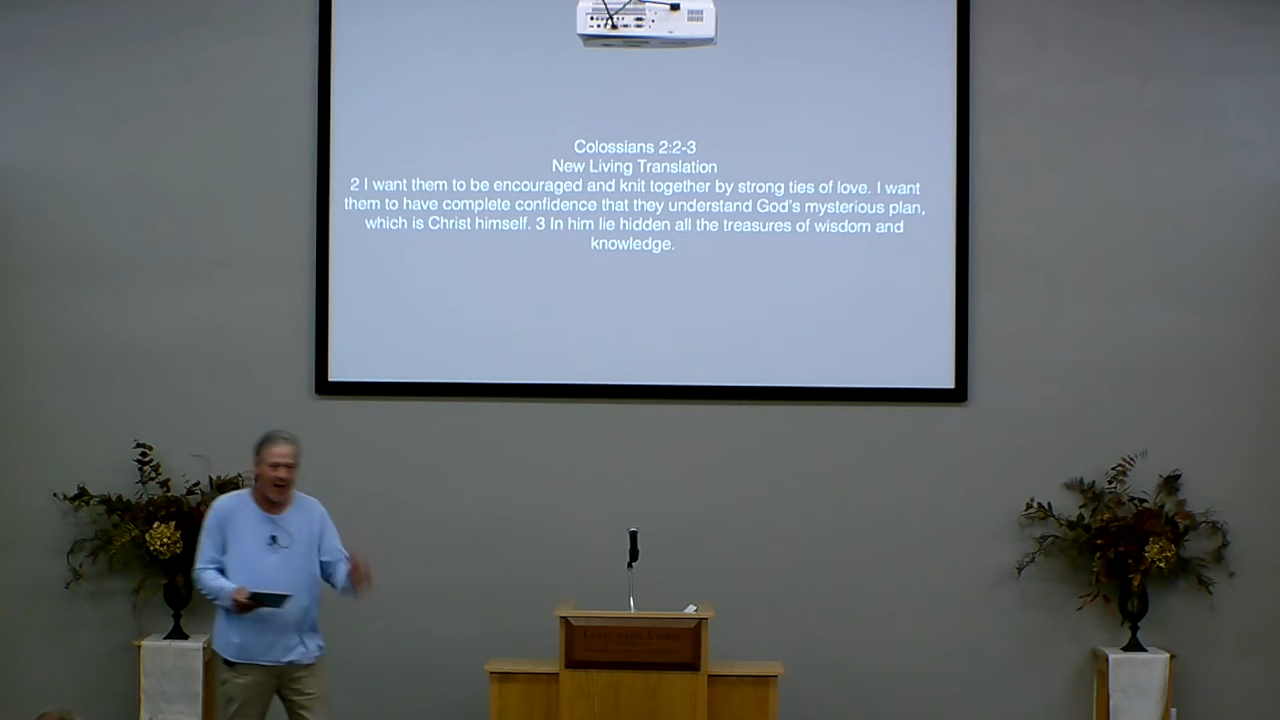 Colossians 2:2-3
New Living Translation
2 I want them to be encouraged and knit together by strong ties of love. I want
them to have complete confidence that they understand God's mysterious plan,
which is Christ himself. 3 In him lie hidden all the treasures of wisdom and
knowledge.